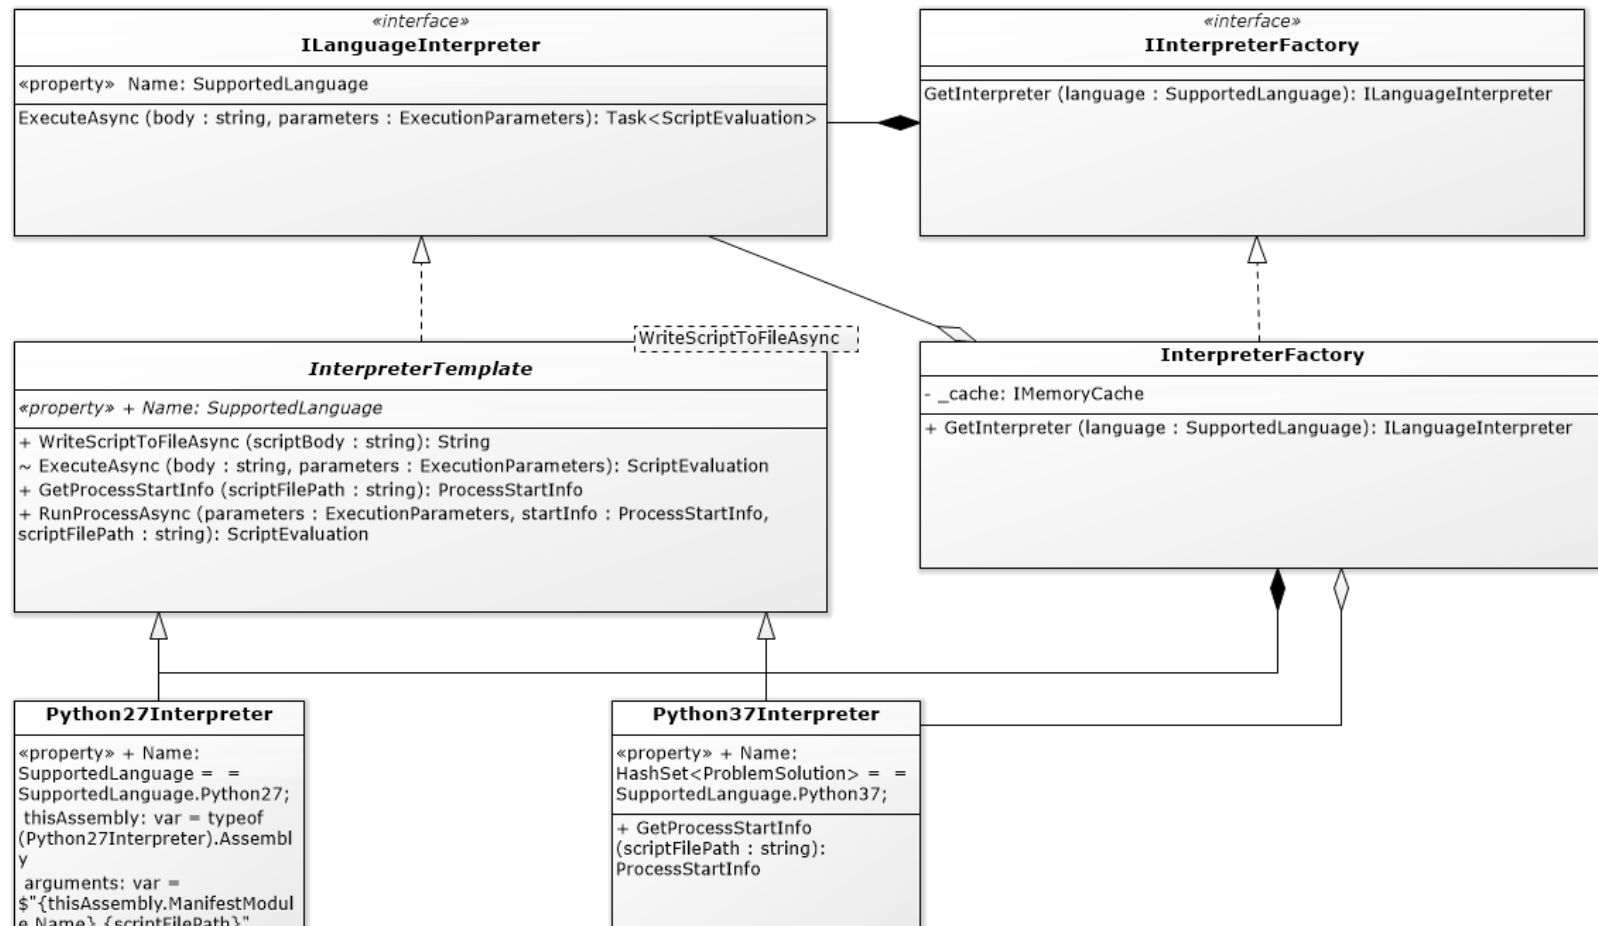 «interface»
ILanguageInterpreter
«property»  Name: SupportedLanguage
ExecuteAsync (body : string, parameters : ExecutionParameters): Task<ScriptEvaluation>
«interface»
IInterpreterFactory
GetInterpreter (language : SupportedLanguage): ILanguageInterpreter
WriteScriptToFileAsync
InterpreterTemplate
«property» + Name: SupportedLanguage
+ WriteScriptToFileAsync (scriptBody : string): String
~ ExecuteAsync (body : string, parameters : ExecutionParameters): ScriptEvaluation
+ GetProcessStartInfo (scriptFilePath : string): ProcessStartInfo
+ RunProcessAsync (parameters : ExecutionParameters, startInfo : ProcessStartInfo,
scriptFilePath : string): ScriptEvaluation
InterpreterFactory
- _cache: IMemoryCache
+ GetInterpreter (language : SupportedLanguage): ILanguageInterpreter
Python27Interpreter
«property» + Name:
SupportedLanguage =  =
SupportedLanguage.Python27;
thisAssembly: var = typeof
(Python27Interpreter).Assembl
y
arguments: var =
$"{thisAssembly.ManifestModul
e.Name} {scriptFilePath}"
Python37Interpreter
«property» + Name:
HashSet<ProblemSolution> =  =
SupportedLanguage.Python37;
+ GetProcessStartInfo
(scriptFilePath : string):
ProcessStartInfo